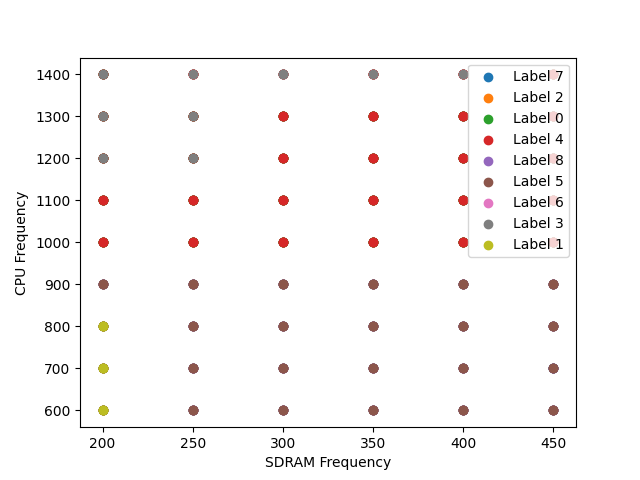 1400
1300
1200
1100
1000
900
800
700
600
CPU Frequency
200 250 300 350 400 450
SDRAM Frequency
Label 7
Label 2
Label 0
Label 4
Label 8
Label 5
Label 6
Label 3
Label 1